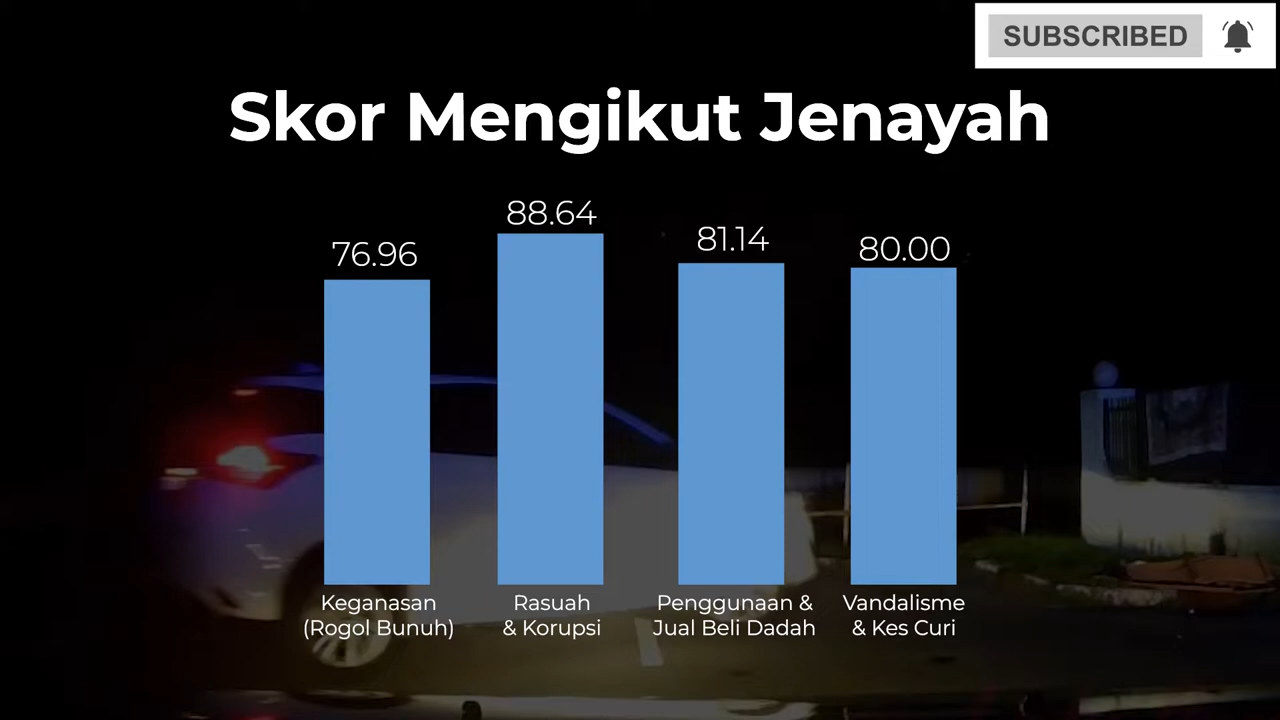 SUBSCRIBED
Skor Mengikut Jenayah
76.96
88.64
81.14
80.00
Keganasan
(Rogol Bunuh)
Rasuah
& Korupsi
Penggunaan &
Jual Beli Dadah
Vandalisme
& Kes Curi